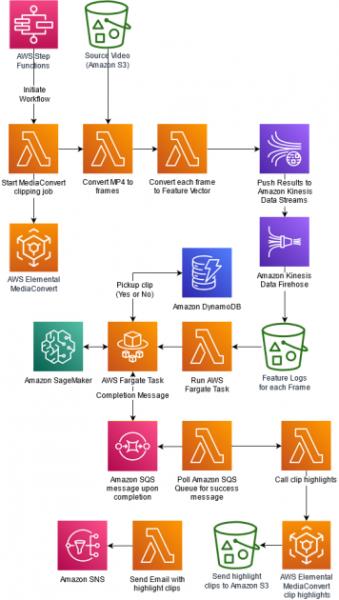 AWS Step
Functions
Source Video
(Amazon S3)
Initiate
Workflow
Start MediaConvert
clipping job
Convert MP4 to
frames
Convert each frame
to Feature Vector
Push Results to
Amazon Kinesis
Data Streams
AWS Elemental
MediaConvert
Amazon Kinesis
Data Firehose
Pickup clip
(Yes or No)
Amazon DynamoDB
Amazon SageMaker
AWS Fargate Task
Run AWS
Fargate Task
Feature Logs
for each Frame
Completion Message
Amazon SQS
message upon
completion
Poll Amazon SQS
Queue for success
message
Call clip highlights
Amazon SNS
Send Email with
highlight clips
Send highlight
clips to Amazon S3
AWS Elemental
MediaConvert
clip highlights